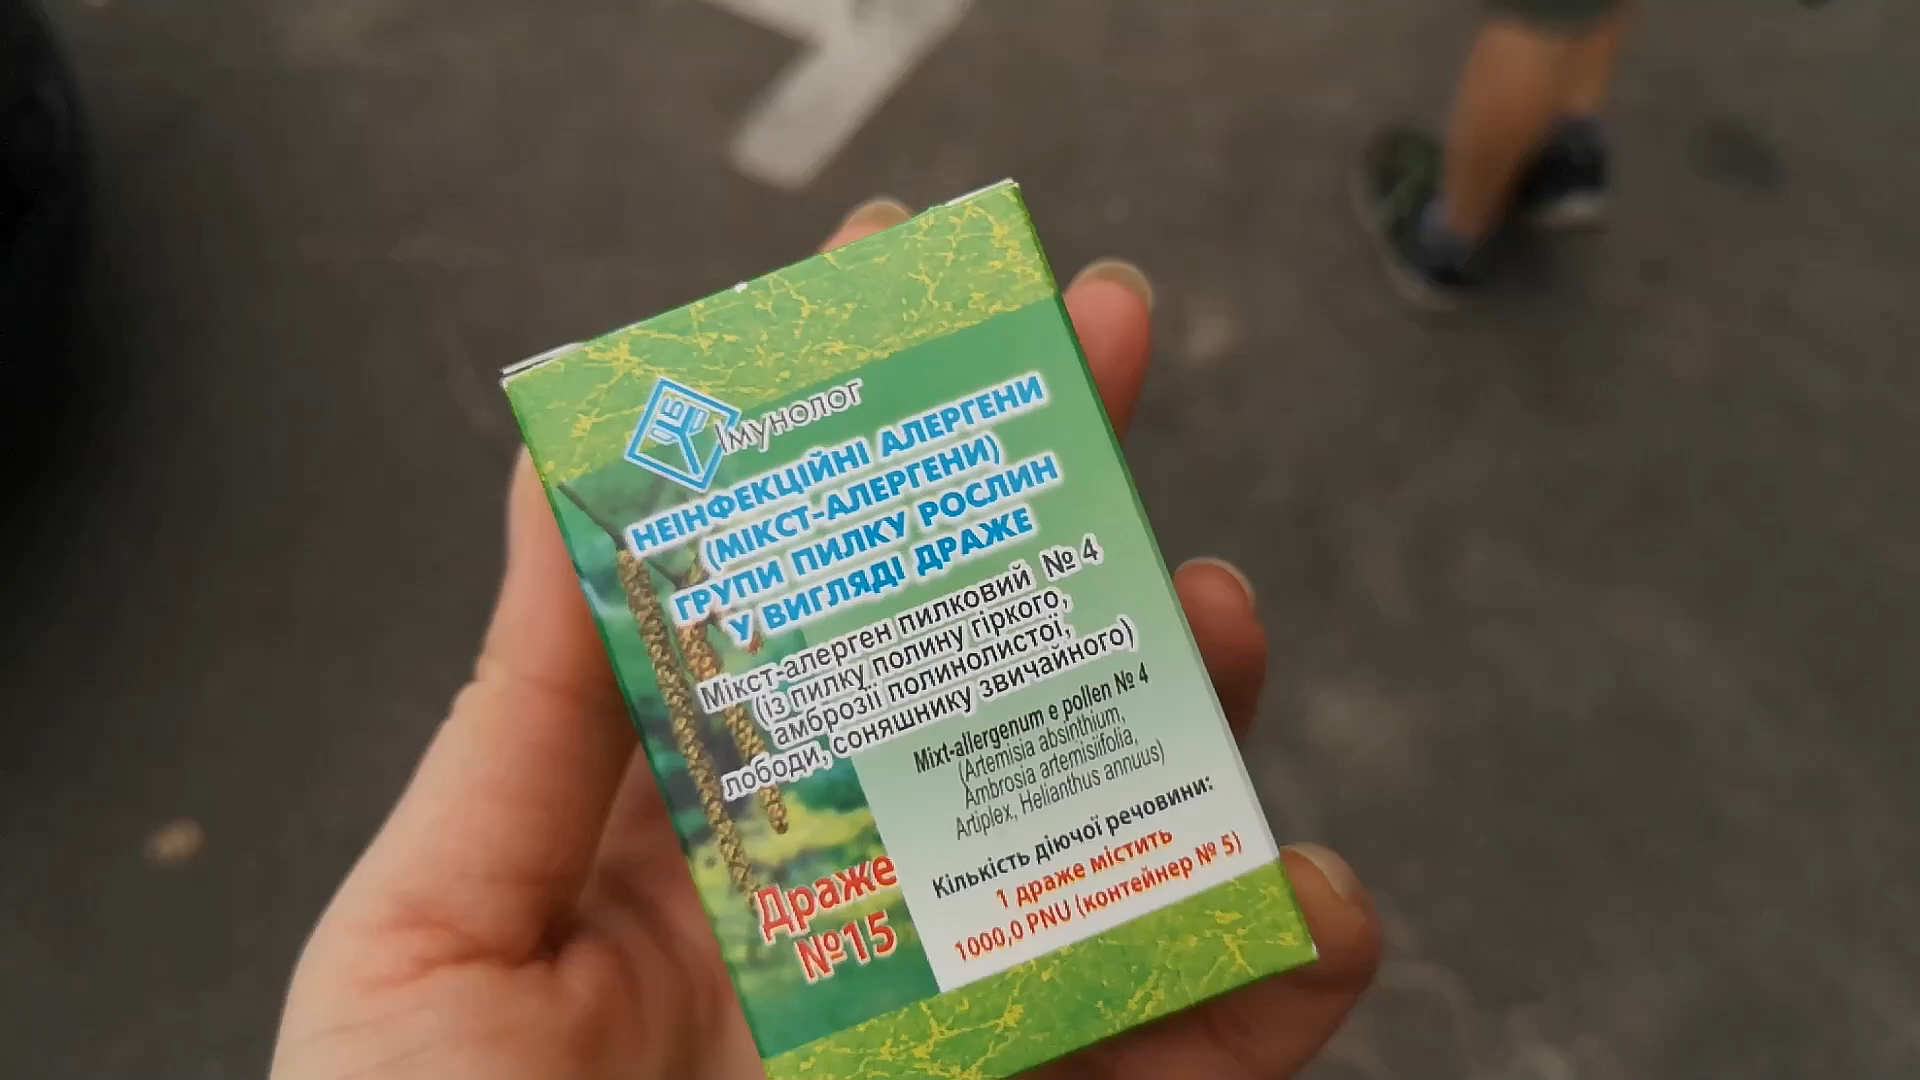 Імунолог
НЕІНФЕКЦІЙНІ АЛЕРГЕНИ
(МІКСТ-АЛЕРГЕНИ)
ГРУПИ ПИЛКУ РОСЛИН
У ВИГЛЯДІ ДРАЖЕ
Мікст-алерген пилковий № 4
(із пилку полину гіркого,
амброзії полинолистої,
лободи, соняшнику звичайного)
Mixt-allergenum e pollen № 4
(Artemisia absinthium,
Ambrosia artemisiifolia,
Artiplex, Helianthus annuus)
Кількість діючої речовини:
1 драже містить
1000,0 PNU (контейнер № 5)
Драже
№15